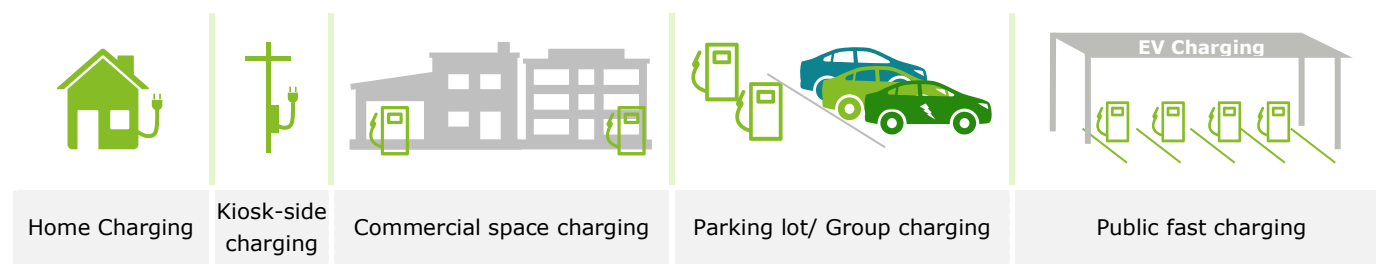 EV Charging
Home Charging
Kiosk-side
charging
Commercial space charging
Parking lot/ Group charging
Public fast charging